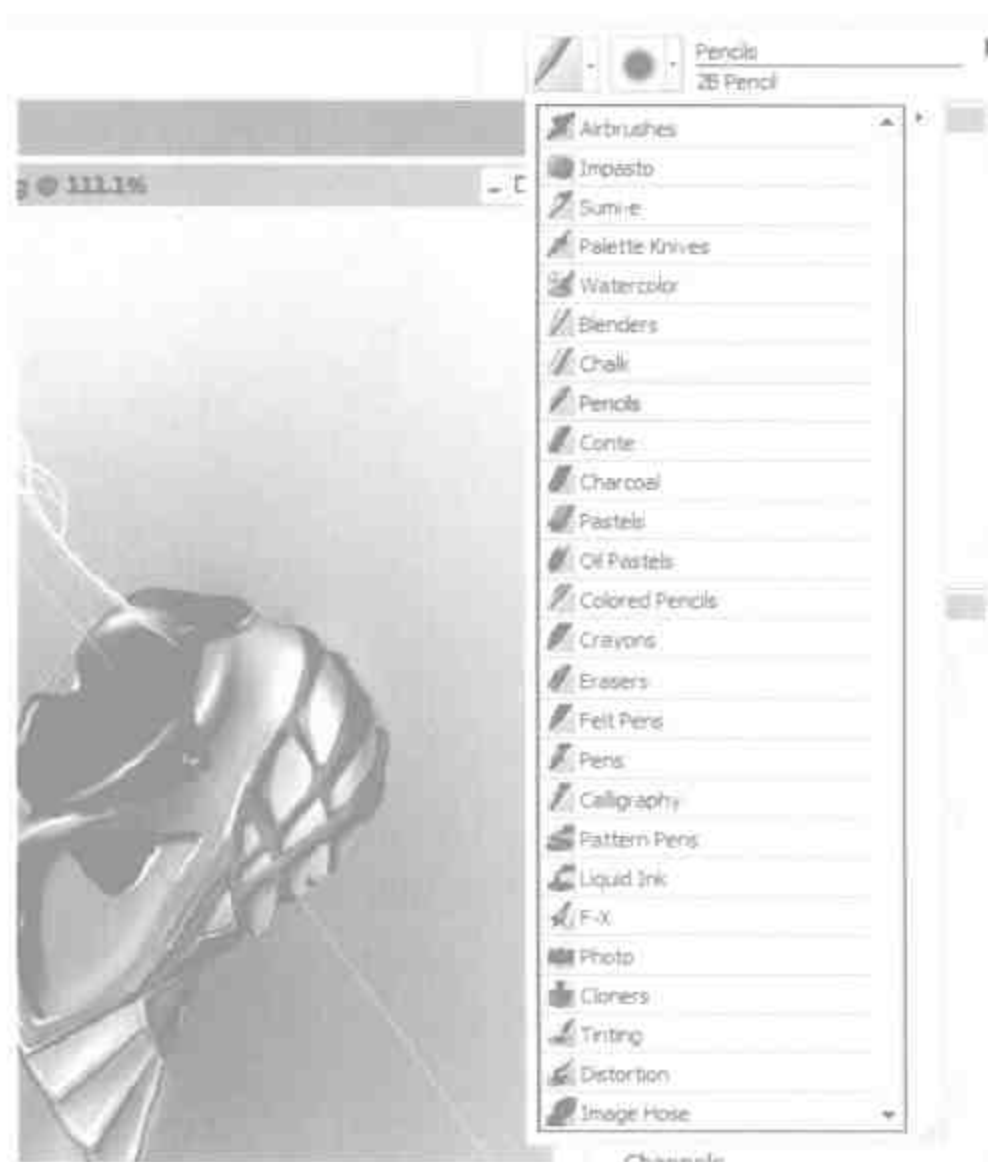 Pencils
2B Pencil
@ 111.1%
Airbrushes
Impasto
Sumi-e
Palette Knives
Watercolor
Blenders
Chalk
Pencils
Conte
Charcoal
Pastels
Oil Pastels
Colored Pencils
Crayons
Erasers
Felt Pens
Pens
Calligraphy
Pattern Pens
Liquid Ink
F-X
Photo
Cloners
Tinting
Distortion
Image Hose
Channels